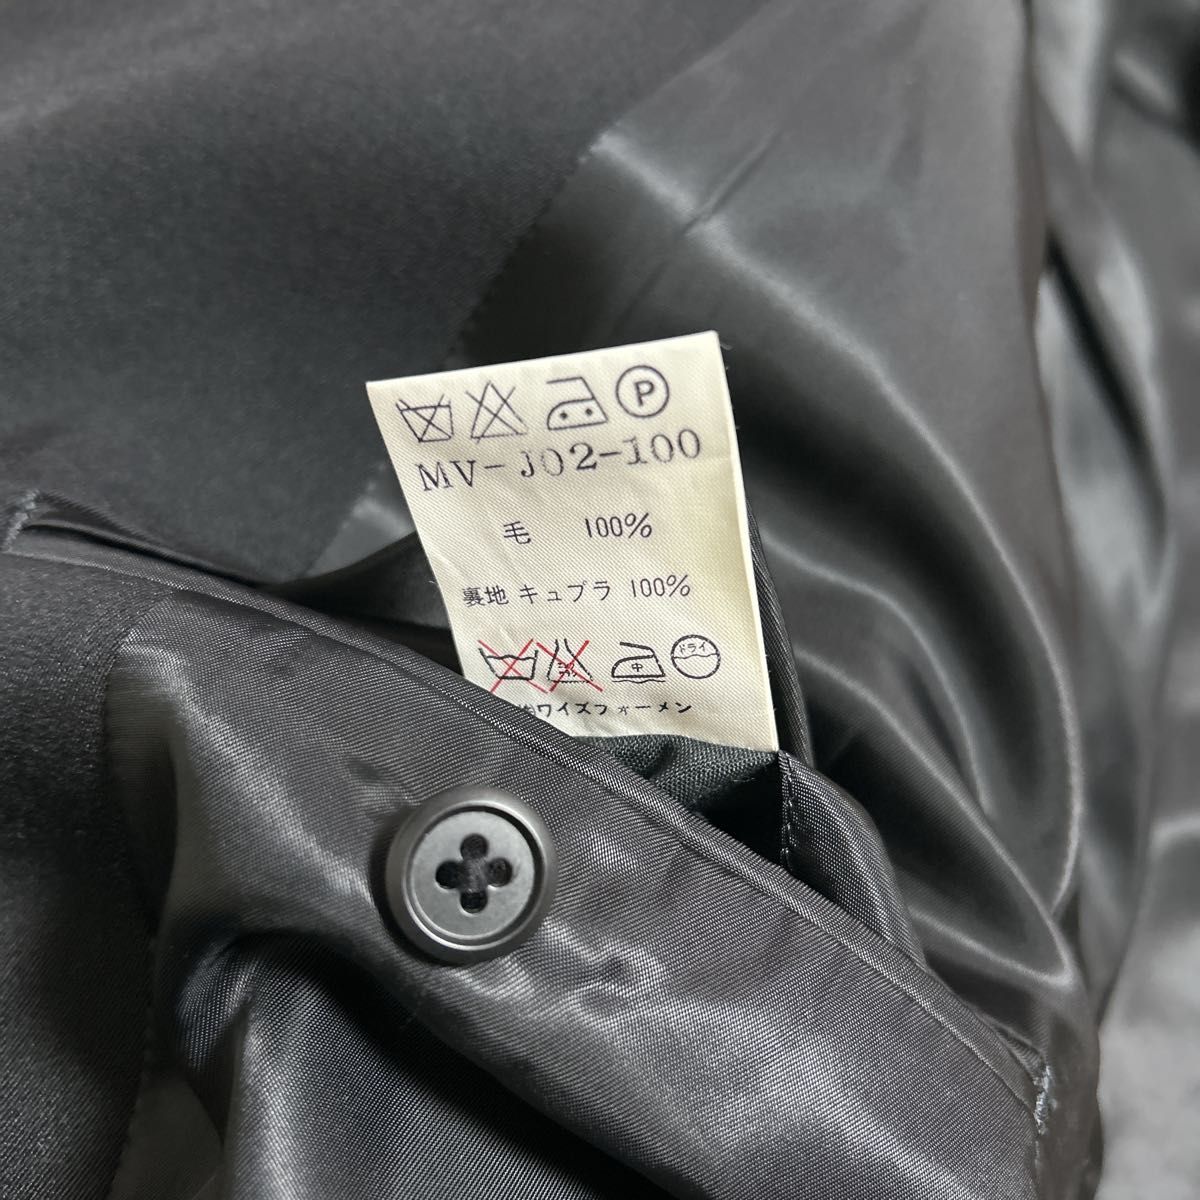 P
MV-J02-100
毛 100%
裏地 キュプラ 100%
中 ドライ
㈱ワイズフォーメン